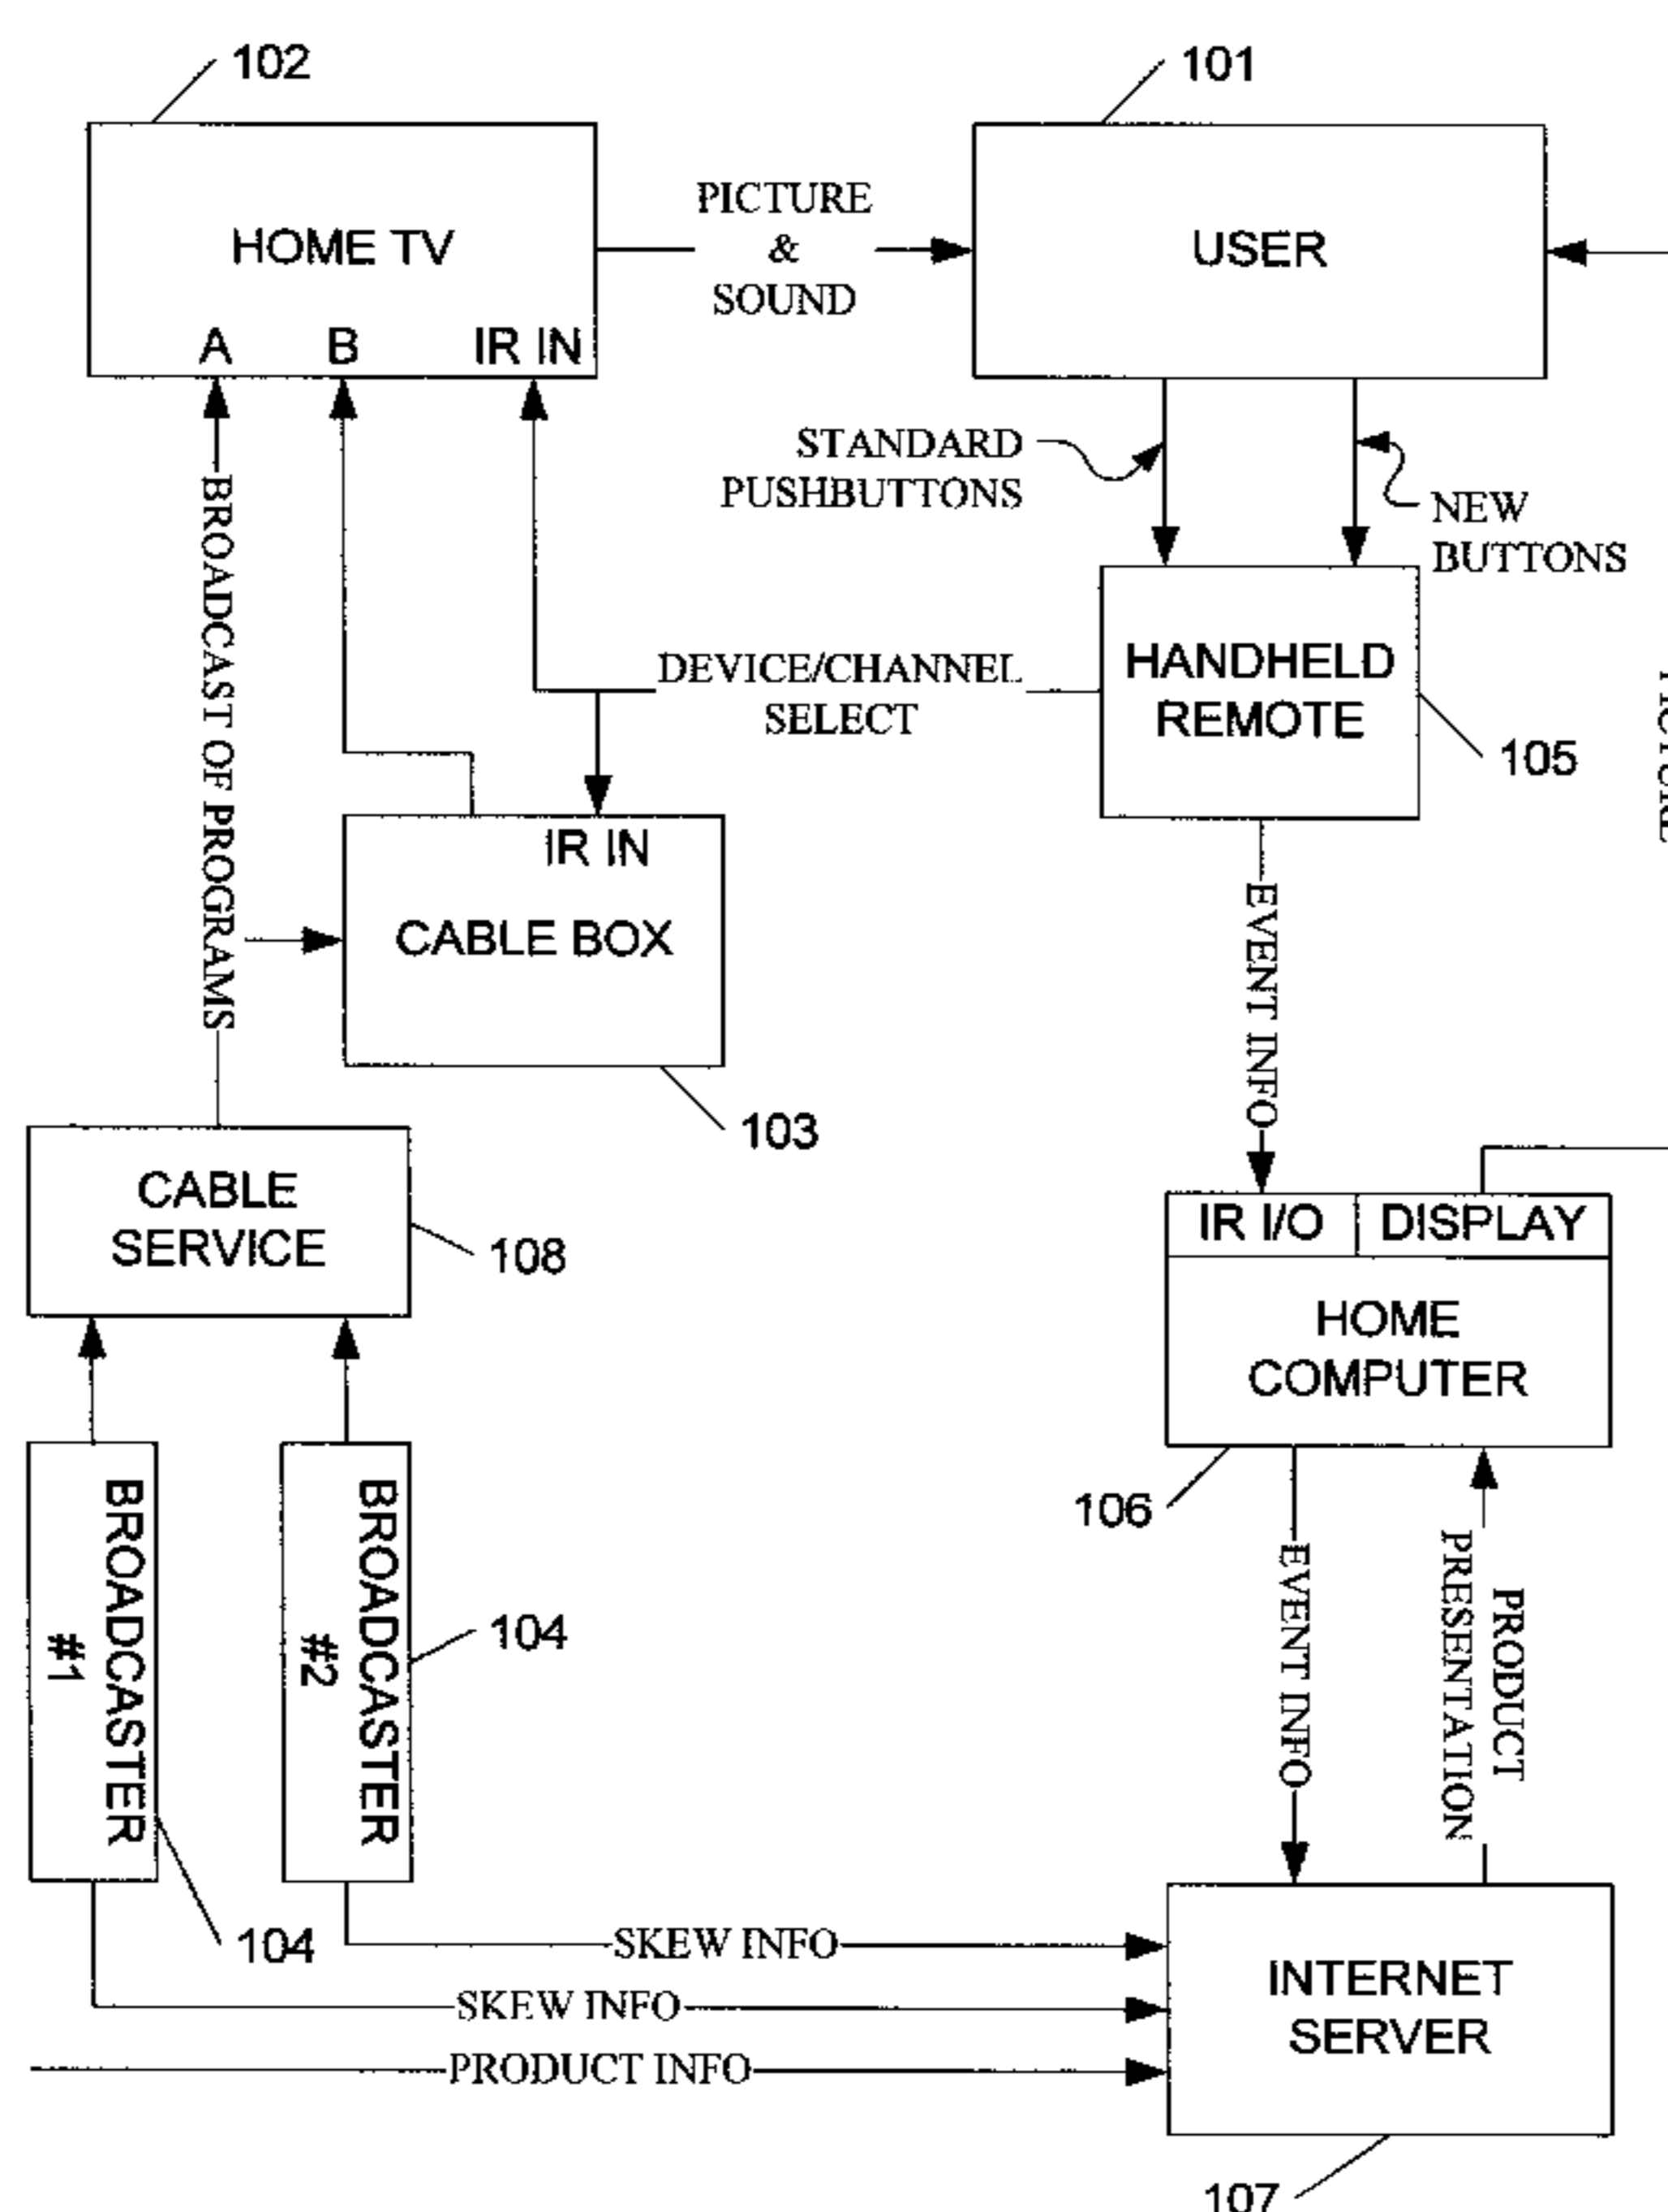 102
101
HOME TV
A
B
IR IN
PICTURE
&
SOUND
USER
STANDARD
PUSHBUTTONS
NEW
BUTTONS
BROADCAST OF PROGRAMS
DEVICE/CHANNEL
SELECT
HANDHELD
REMOTE
105
IR IN
CABLE BOX
103
EVENT INFO
CABLE
SERVICE
108
IR I/O
DISPLAY
HOME
COMPUTER
106
BROADCASTER
#1
104
BROADCASTER
#2
104
EVENT INFO
PRODUCT
PRESENTATION
SKEW INFO
SKEW INFO
PRODUCT INFO
INTERNET
SERVER
107